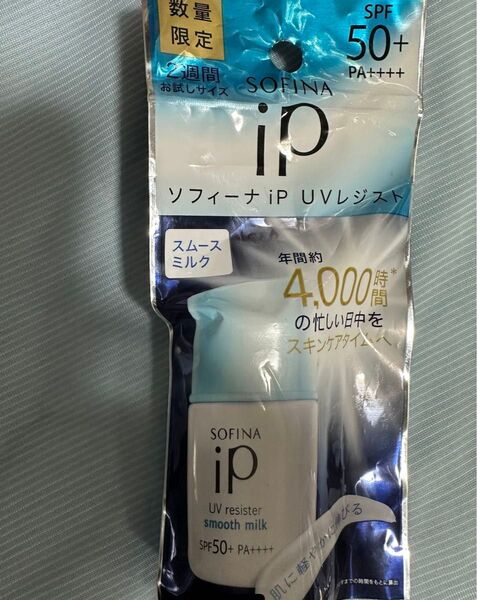 数量
限定
2週間
お試しサイズ
SPF
50+
PA++++
SOFINA
iP
ソフィーナ iP UVレジスト
スムース
ミルク
年間約
4,000時間*
の忙しい日中を
スキンケアタイムへ
SOFINA
iP
UV resister
smooth milk
SPF50+ PA++++
肌に軽やかに伸びる